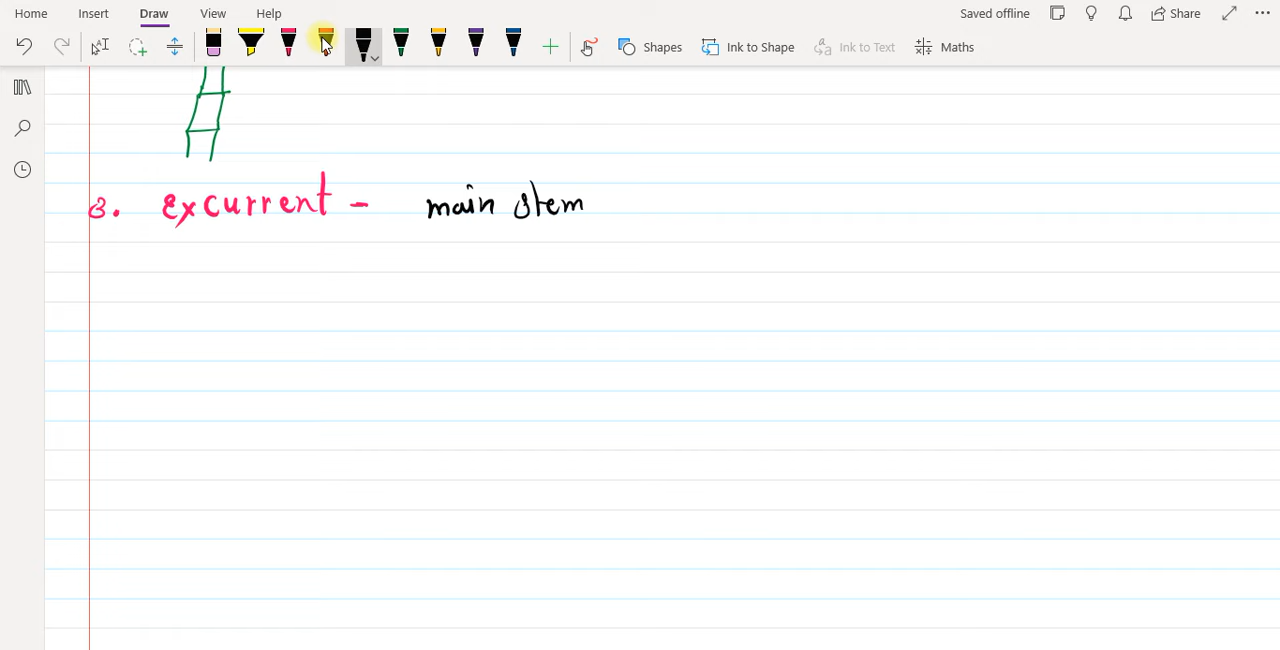 Home Insert Draw View Help Saved offline Share
Shapes Ink to Shape Ink to Text Maths
3. Excurrent - main stem